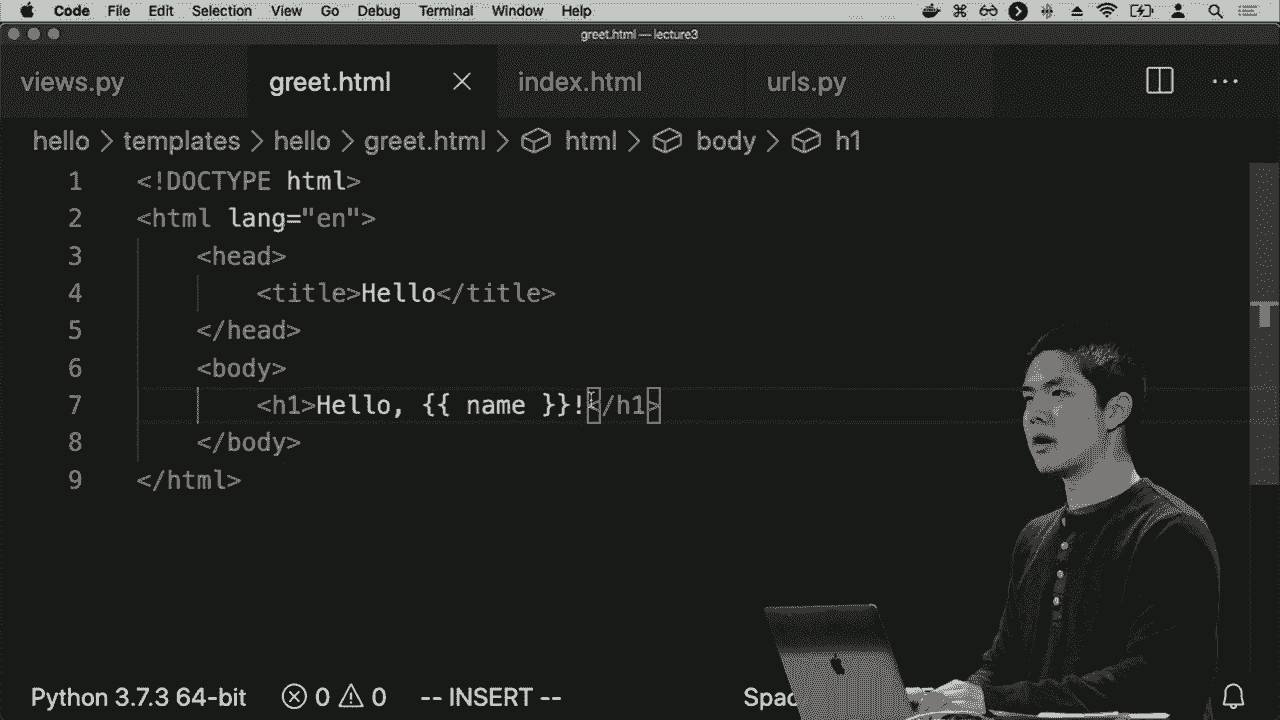 Code File Edit Selection View Go Debug Terminal Window Help
greet.html — lecture3
views.py greet.html index.html urls.py
hello > templates > hello > greet.html > html > body > h1
1 <!DOCTYPE html>
2 <html lang="en">
3 <head>
4 <title>Hello</title>
5 </head>
6 <body>
7 <h1>Hello, {{ name }}!</h1>
8 </body>
9 </html>
Python 3.7.3 64-bit 0 0 -- INSERT -- Spac